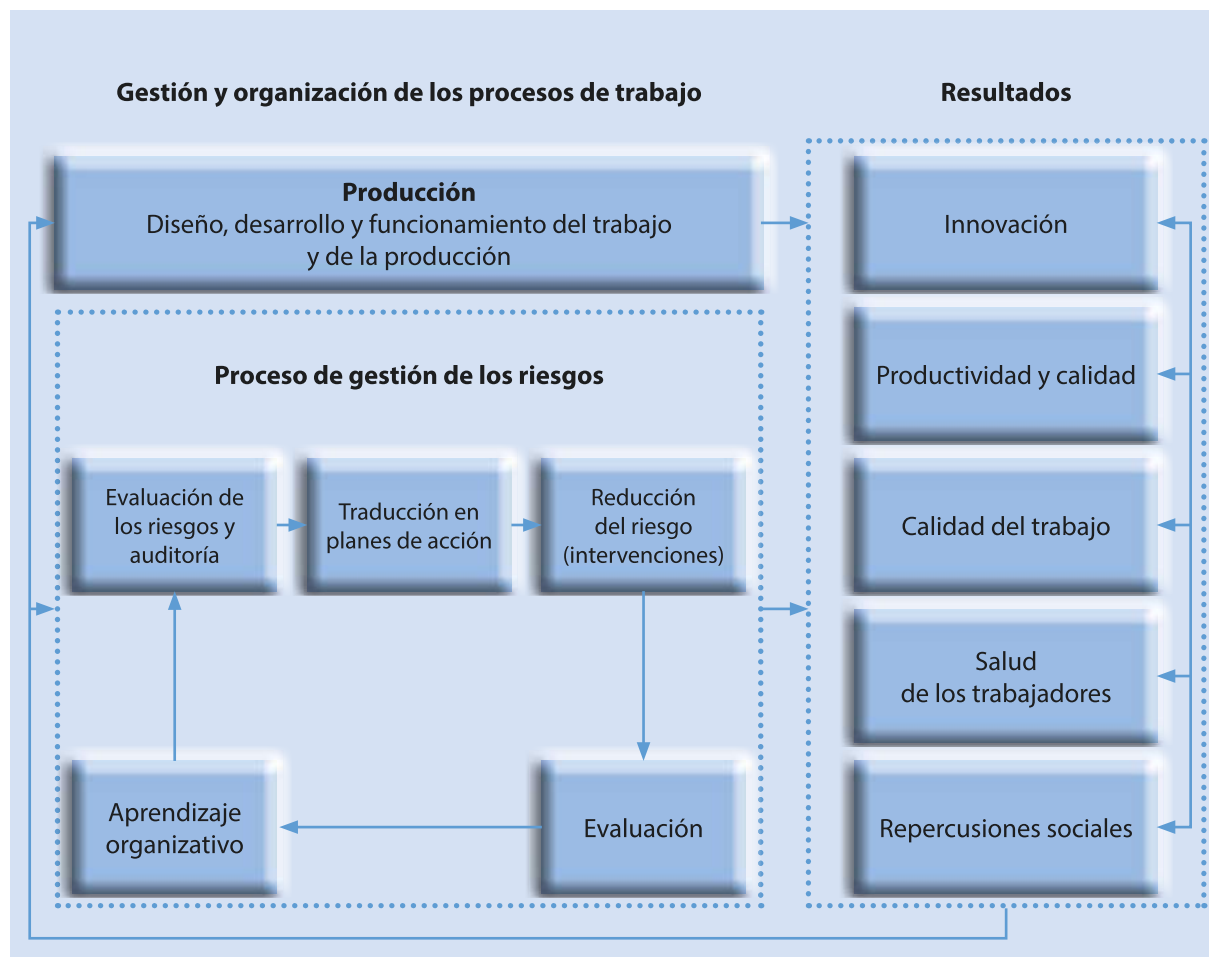 Gestión y organización de los procesos de trabajo
Resultados
Producción
Diseño, desarrollo y funcionamiento del trabajo
y de la producción
Proceso de gestión de los riesgos
Evaluación de
los riesgos y
auditoría
Traducción en
planes de acción
Reducción
del riesgo
(intervenciones)
Aprendizaje
organizativo
Evaluación
Innovación
Productividad y calidad
Calidad del trabajo
Salud
de los trabajadores
Repercusiones sociales